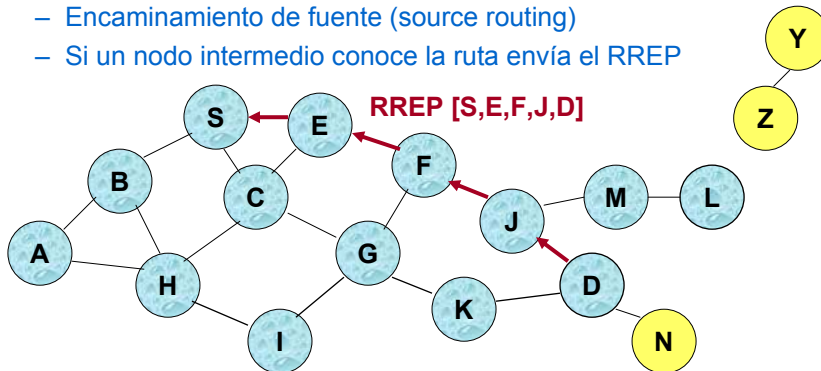 – Encaminamiento de fuente (source routing)
– Si un nodo intermedio conoce la ruta envía el RREP
Y
Z
RREP [S,E,F,J,D]
S
E
F
B
C
M
L
J
A
G
H
D
K
I
N